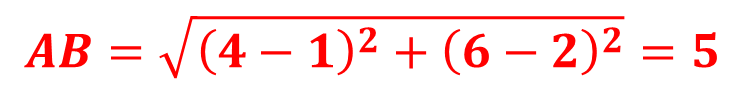 AB = √(4 − 1)² + (6 − 2)² = 5